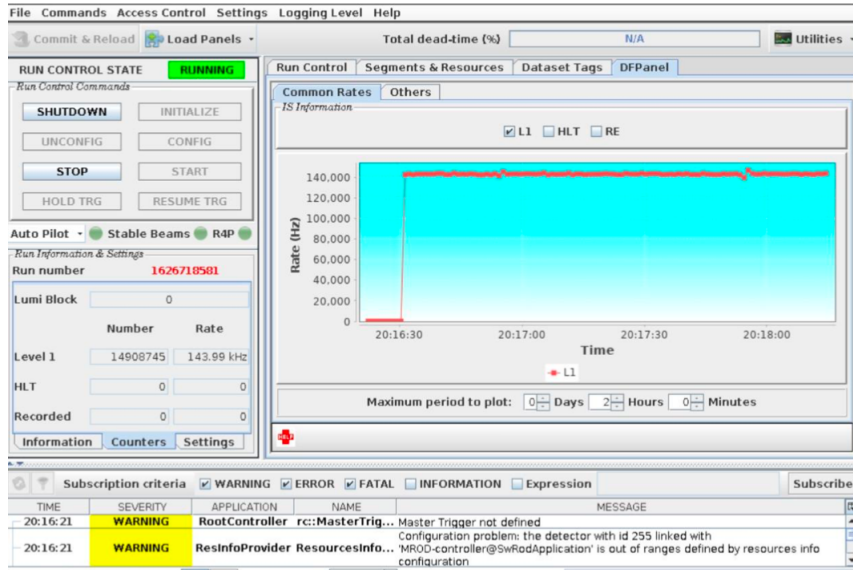 File Commands Access Control Settings Logging Level Help
Commit & Reload Load Panels Total dead-time (%) N/A Utilities
RUN CONTROL STATE RUNNING
Run Control Commands
SHUTDOWN INITIALIZE
UNCONFIG CONFIG
STOP START
HOLD TRG RESUME TRG
Auto Pilot Stable Beams R4P
Run Information & Settings
Run number 1626718581
Lumi Block 0
Number Rate
Level 1 14908745 143.99 kHz
HLT 0 0
Recorded 0 0
Information Counters Settings
Run Control Segments & Resources Dataset Tags DFPanel
Common Rates Others
IS Information
L1 HLT RE
140.000
120.000
100.000
80.000
60.000
40.000
20.000
0
Rate (Hz)
20:16:30 20:17:00 20:17:30 20:18:00
Time
L1
Maximum period to plot: 0 Days 2 Hours 0 Minutes
HELP
Subscription criteria WARNING ERROR FATAL INFORMATION Expression Subscribe
TIME SEVERITY APPLICATION NAME MESSAGE
20:16:21 WARNING RootController rc::MasterTrig... Master Trigger not defined
20:16:21 WARNING ResInfoProvider ResourcesInfo... Configuration problem: the detector with id 255 linked with
'MROD-controller@SwRodApplication' is out of ranges defined by resources info
configuration